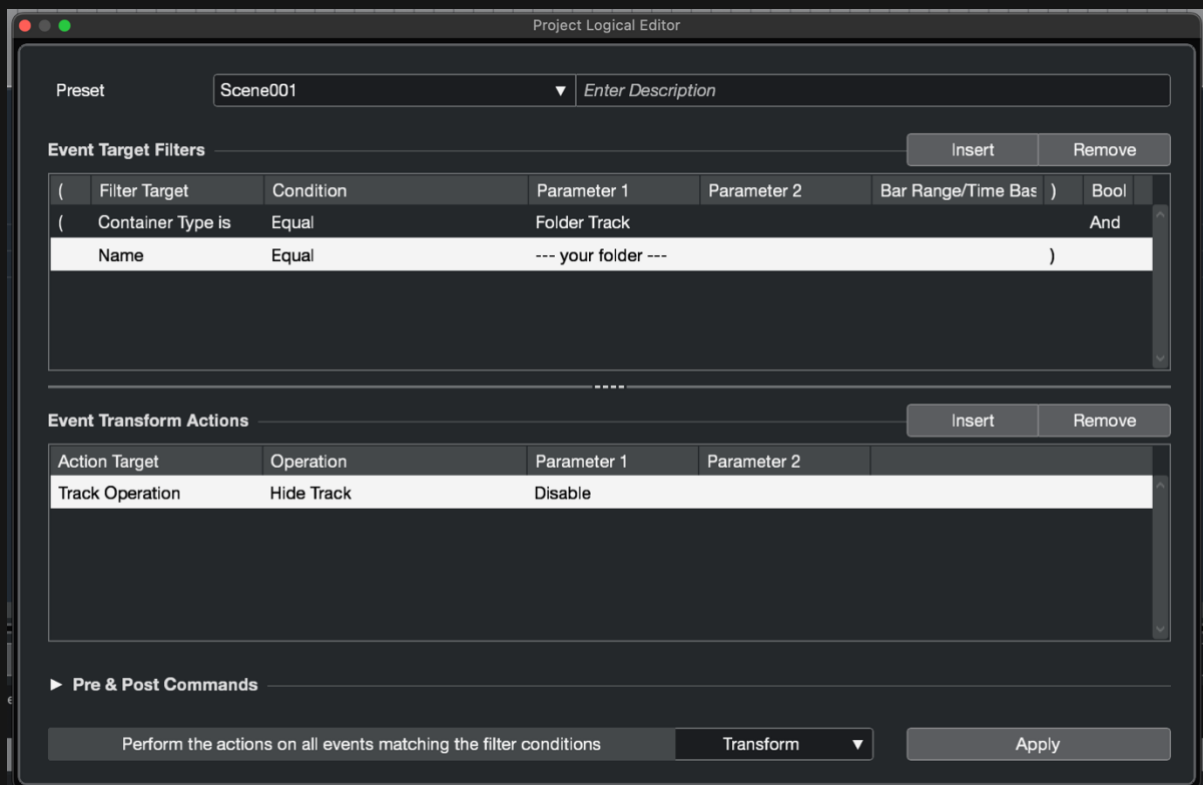 Project Logical Editor
Preset Scene001 ▼ Enter Description
Event Target Filters Insert Remove
( Filter Target Condition Parameter 1 Parameter 2 Bar Range/Time Bas ) Bool
( Container Type is Equal Folder Track And
Name Equal --- your folder --- )
Event Transform Actions Insert Remove
Action Target Operation Parameter 1 Parameter 2
Track Operation Hide Track Disable
▶ Pre & Post Commands
Perform the actions on all events matching the filter conditions Transform ▼ Apply